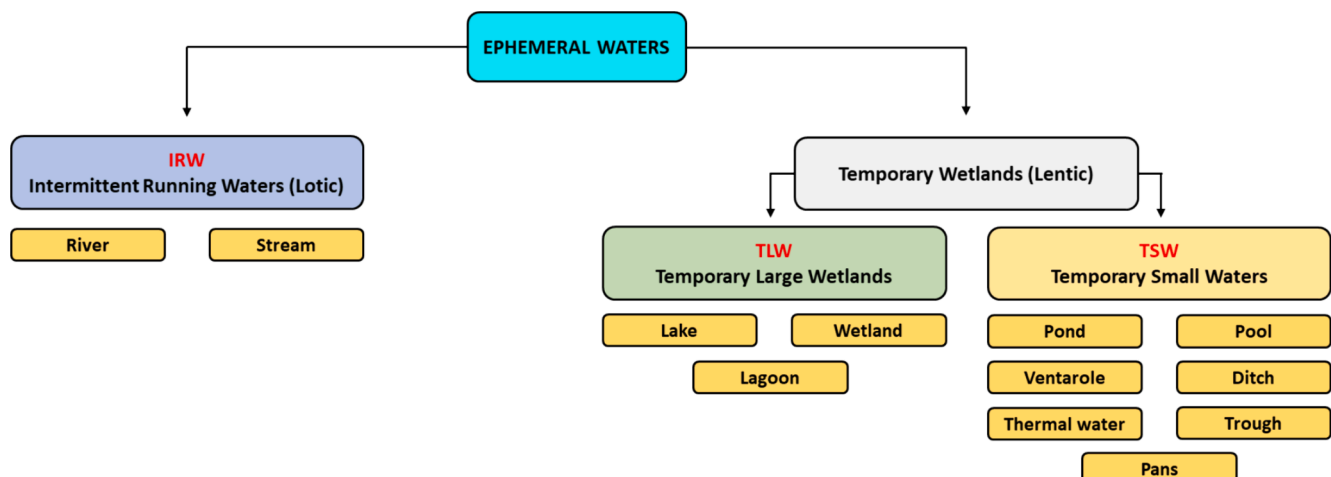 EPHEMERAL WATERS
IRW
Intermittent Running Waters (Lotic)
River
Stream
Temporary Wetlands (Lentic)
TLW
Temporary Large Wetlands
Lake
Wetland
Lagoon
TSW
Temporary Small Waters
Pond
Pool
Ventarole
Ditch
Thermal water
Trough
Pans